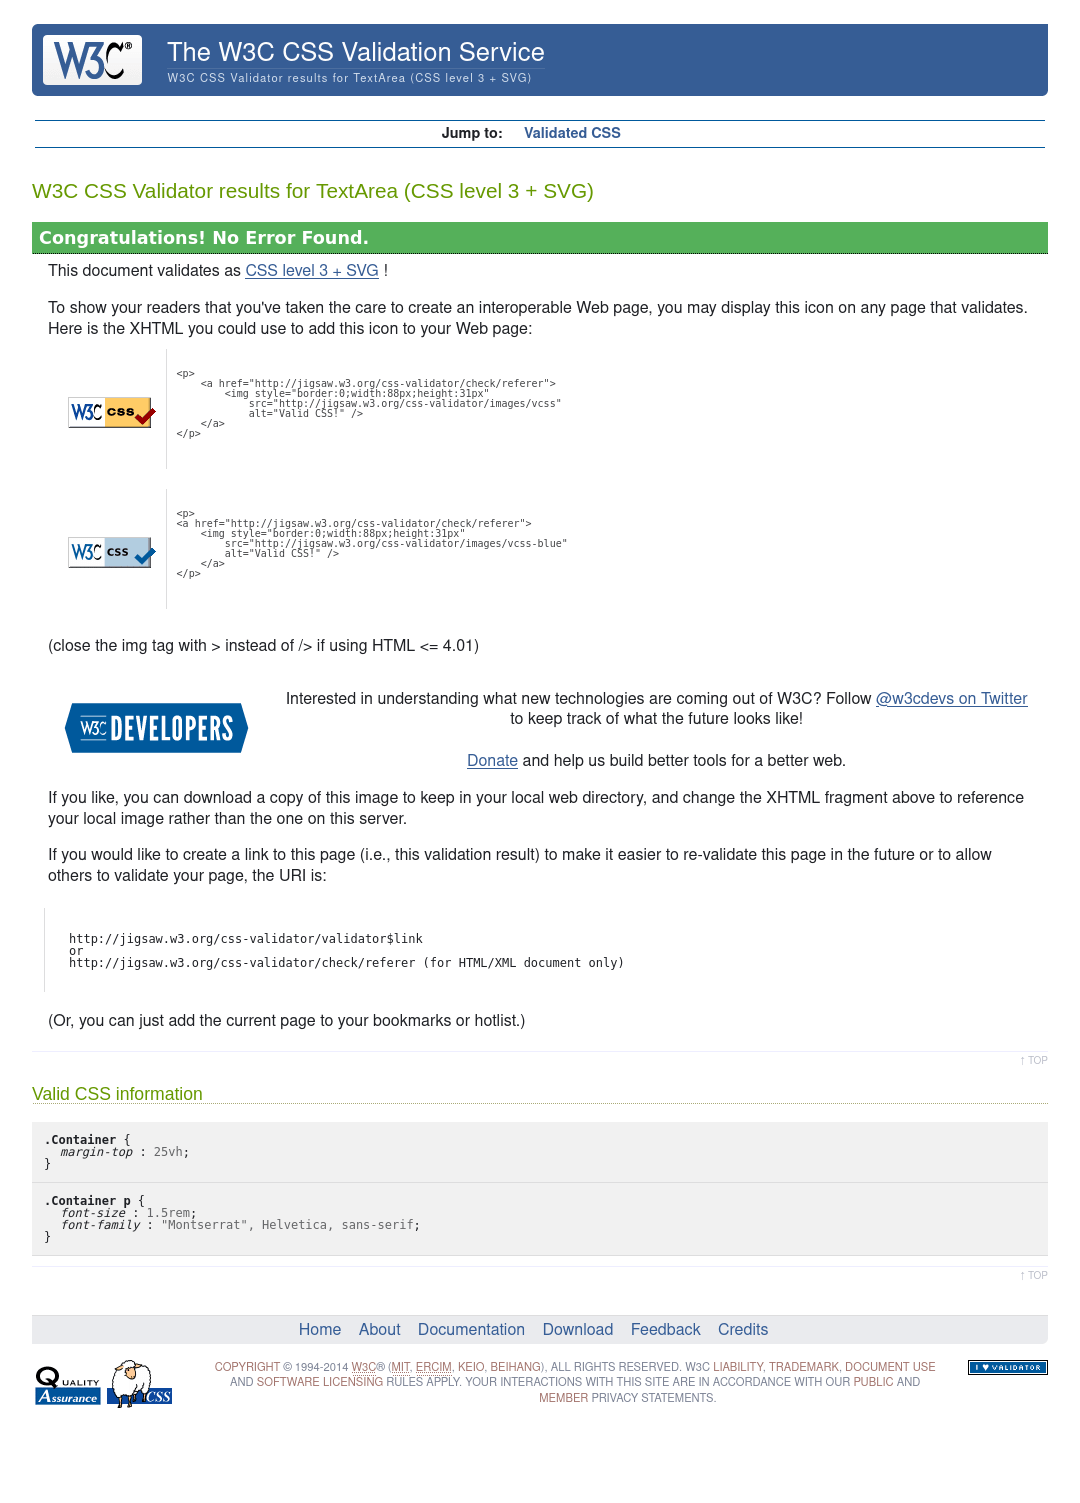 W3C®
The W3C CSS Validation Service
W3C CSS Validator results for TextArea (CSS level 3 + SVG)
Jump to: Validated CSS
W3C CSS Validator results for TextArea (CSS level 3 + SVG)
Congratulations! No Error Found.
This document validates as CSS level 3 + SVG !
To show your readers that you've taken the care to create an interoperable Web page, you may display this icon on any page that validates.
Here is the XHTML you could use to add this icon to your Web page:
W3C CSS
<p>
<a href="http://jigsaw.w3.org/css-validator/check/referer">
<img style="border:0;width:88px;height:31px"
src="http://jigsaw.w3.org/css-validator/images/vcss"
alt="Valid CSS!" />
</a>
</p>
W3C CSS
<p>
<a href="http://jigsaw.w3.org/css-validator/check/referer">
<img style="border:0;width:88px;height:31px"
src="http://jigsaw.w3.org/css-validator/images/vcss-blue"
alt="Valid CSS!" />
</a>
</p>
(close the img tag with > instead of /> if using HTML <= 4.01)
W3C DEVELOPERS
Interested in understanding what new technologies are coming out of W3C? Follow @w3cdevs on Twitter
to keep track of what the future looks like!
Donate and help us build better tools for a better web.
If you like, you can download a copy of this image to keep in your local web directory, and change the XHTML fragment above to reference
your local image rather than the one on this server.
If you would like to create a link to this page (i.e., this validation result) to make it easier to re-validate this page in the future or to allow
others to validate your page, the URI is:
http://jigsaw.w3.org/css-validator/validator$link
or
http://jigsaw.w3.org/css-validator/check/referer (for HTML/XML document only)
(Or, you can just add the current page to your bookmarks or hotlist.)
↑ TOP
Valid CSS information
.Container {
margin-top : 25vh;
}
.Container p {
font-size : 1.5rem;
font-family : "Montserrat", Helvetica, sans-serif;
}
↑ TOP
Home About Documentation Download Feedback Credits
QUALITY
Assurance
CSS
COPYRIGHT © 1994-2014 W3C® (MIT, ERCIM, KEIO, BEIHANG), ALL RIGHTS RESERVED. W3C LIABILITY, TRADEMARK, DOCUMENT USE
AND SOFTWARE LICENSING RULES APPLY. YOUR INTERACTIONS WITH THIS SITE ARE IN ACCORDANCE WITH OUR PUBLIC AND
MEMBER PRIVACY STATEMENTS.
I ♥ VALIDATOR